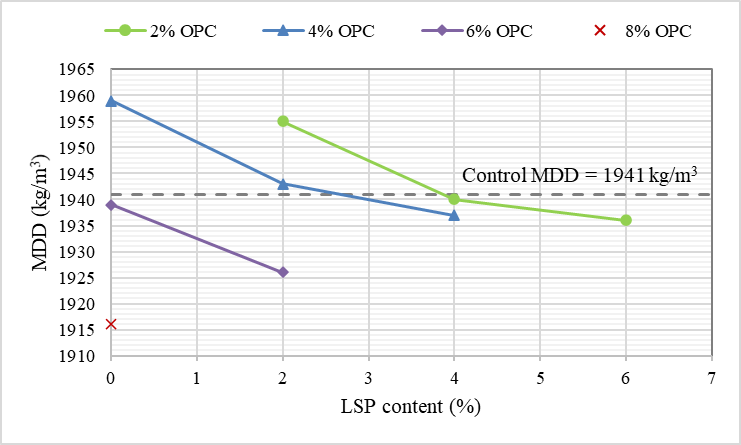 2% OPC 4% OPC 6% OPC 8% OPC
1965
1960
1955
1950
1945
1940
1935
1930
1925
1920
1915
1910
MDD (kg/m³)
Control MDD = 1941 kg/m³
0 1 2 3 4 5 6 7
LSP content (%)